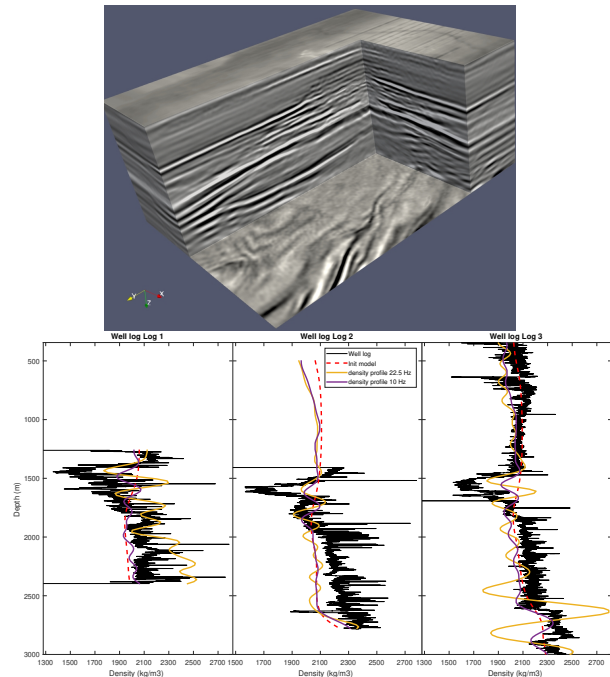 Y
X
Z
Well log Log 1
Well log Log 2
Well log Log 3
Well log
Init model
density profile 22.5 Hz
density profile 10 Hz
500
1000
1500
2000
2500
3000
Depth (m)
1300 1500 1700 1900 2100 2300 2500 2700
1500 1700 1900 2100 2300 2500 2700
1300 1500 1700 1900 2100 2300 2500 2700
Density (kg/m3)
Density (kg/m3)
Density (kg/m3)